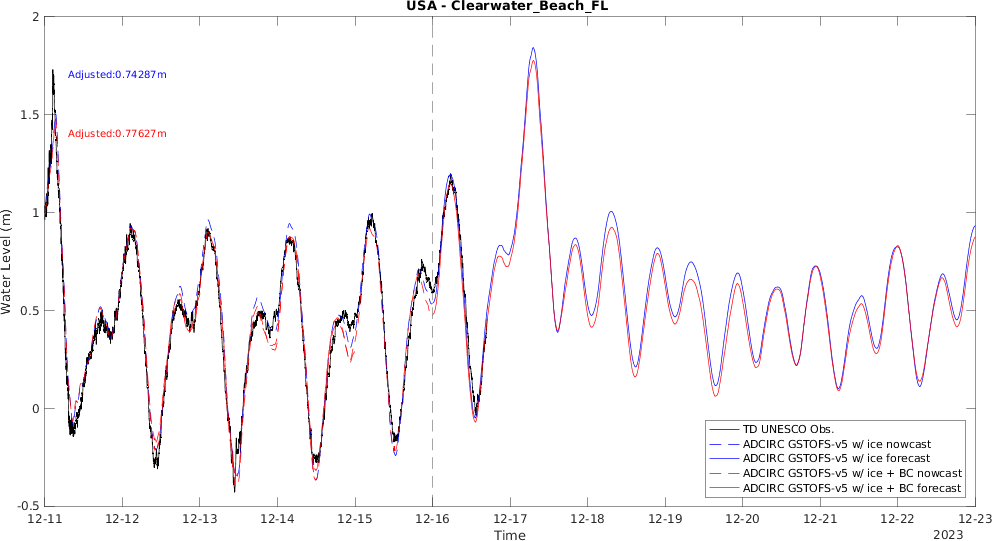 USA - Clearwater_Beach_FL
Water Level (m)
2
1.5
1
0.5
0
-0.5
Adjusted:0.74287m
Adjusted:0.77627m
TD UNESCO Obs.
ADCIRC GSTOFS-v5 w/ ice nowcast
ADCIRC GSTOFS-v5 w/ ice forecast
ADCIRC GSTOFS-v5 w/ ice + BC nowcast
ADCIRC GSTOFS-v5 w/ ice + BC forecast
12-11 12-12 12-13 12-14 12-15 12-16 12-17 12-18 12-19 12-20 12-21 12-22 12-23
Time
2023